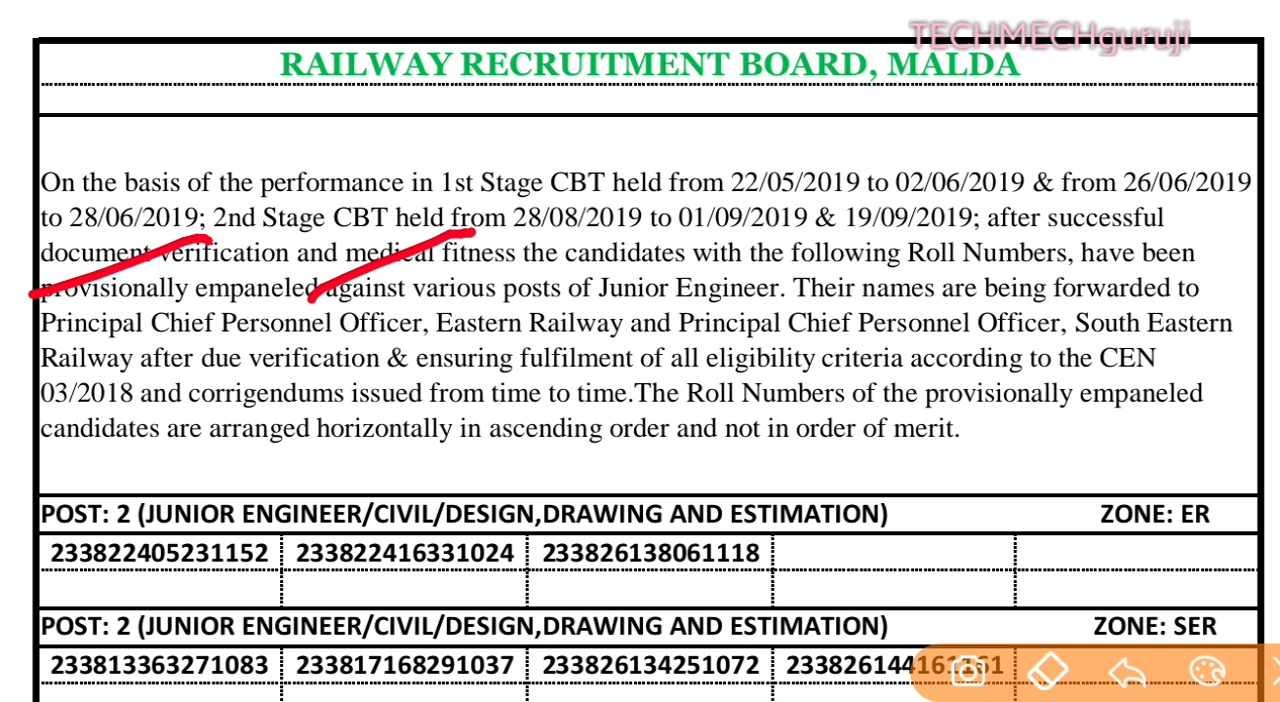 TECHMECHguruji
RAILWAY RECRUITMENT BOARD, MALDA
On the basis of the performance in 1st Stage CBT held from 22/05/2019 to 02/06/2019 & from 26/06/2019
to 28/06/2019; 2nd Stage CBT held from 28/08/2019 to 01/09/2019 & 19/09/2019; after successful
document verification and medical fitness the candidates with the following Roll Numbers, have been
provisionally empaneled against various posts of Junior Engineer. Their names are being forwarded to
Principal Chief Personnel Officer, Eastern Railway and Principal Chief Personnel Officer, South Eastern
Railway after due verification & ensuring fulfilment of all eligibility criteria according to the CEN
03/2018 and corrigendums issued from time to time.The Roll Numbers of the provisionally empaneled
candidates are arranged horizontally in ascending order and not in order of merit.
POST: 2 (JUNIOR ENGINEER/CIVIL/DESIGN,DRAWING AND ESTIMATION) ZONE: ER
233822405231152 233822416331024 233826138061118
POST: 2 (JUNIOR ENGINEER/CIVIL/DESIGN,DRAWING AND ESTIMATION) ZONE: SER
233813363271083 233817168291037 233826134251072